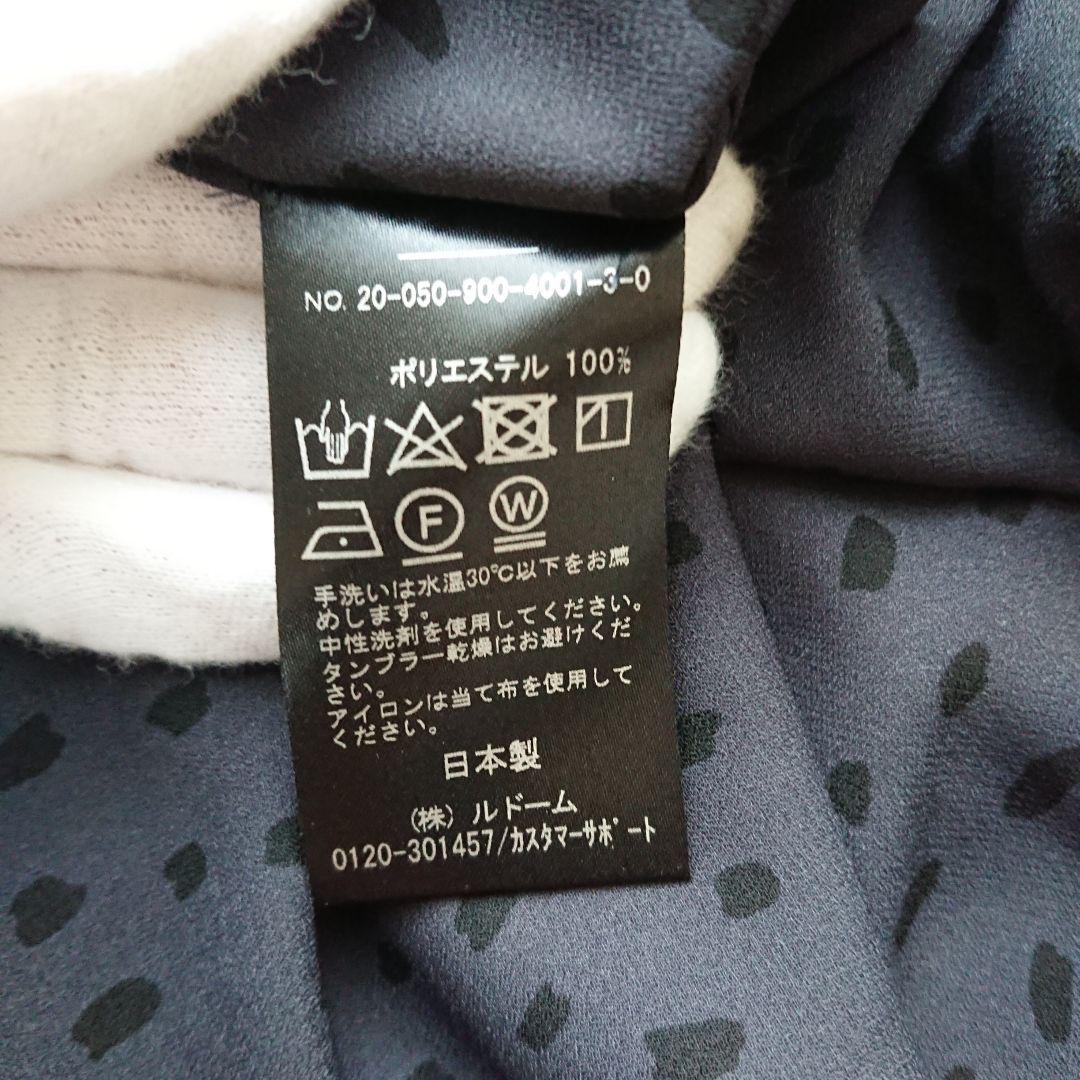 NO. 20-050-900-4001-3-0
ポリエステル 100%
F
W
手洗いは水温30℃以下をお薦
めします。
中性洗剤を使用してください。
タンブラー乾燥はお避けくだ
さい。
アイロンは当て布を使用して
ください。
日本製
(株) ルドーム
0120-301457/カスタマーサポート